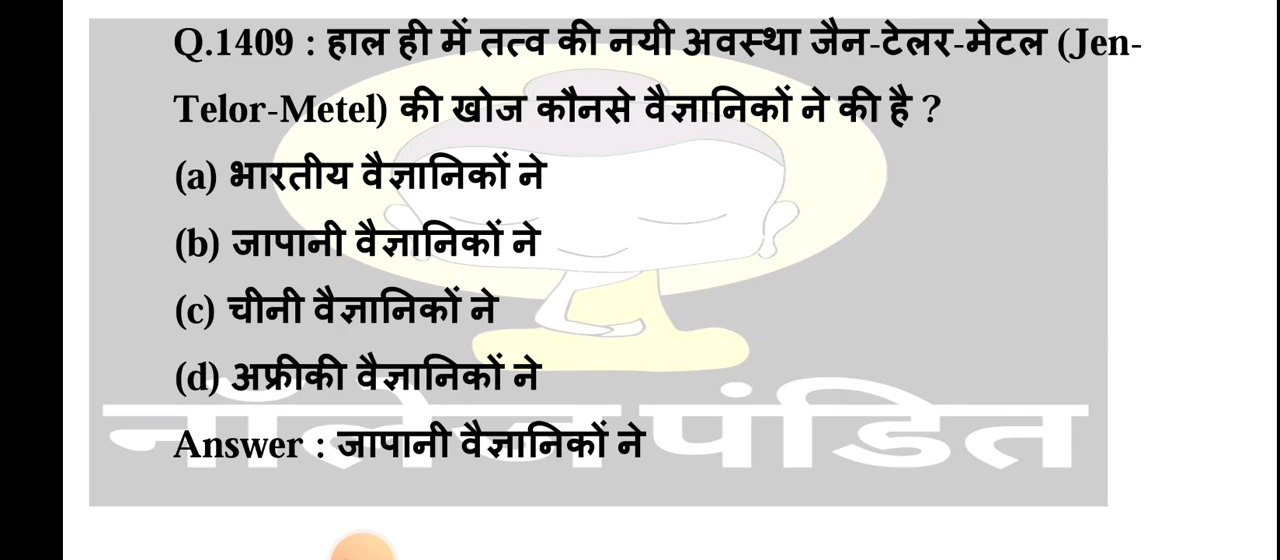 Q.1409 : हाल ही में तत्व की नयी अवस्था जैन-टेलर-मेटल (Jen-
Telor-Metel) की खोज कौनसे वैज्ञानिकों ने की है ?
(a) भारतीय वैज्ञानिकों ने
(b) जापानी वैज्ञानिकों ने
(c) चीनी वैज्ञानिकों ने
(d) अफ्रीकी वैज्ञानिकों ने
नॉलेज पंडित
Answer : जापानी वैज्ञानिकों ने